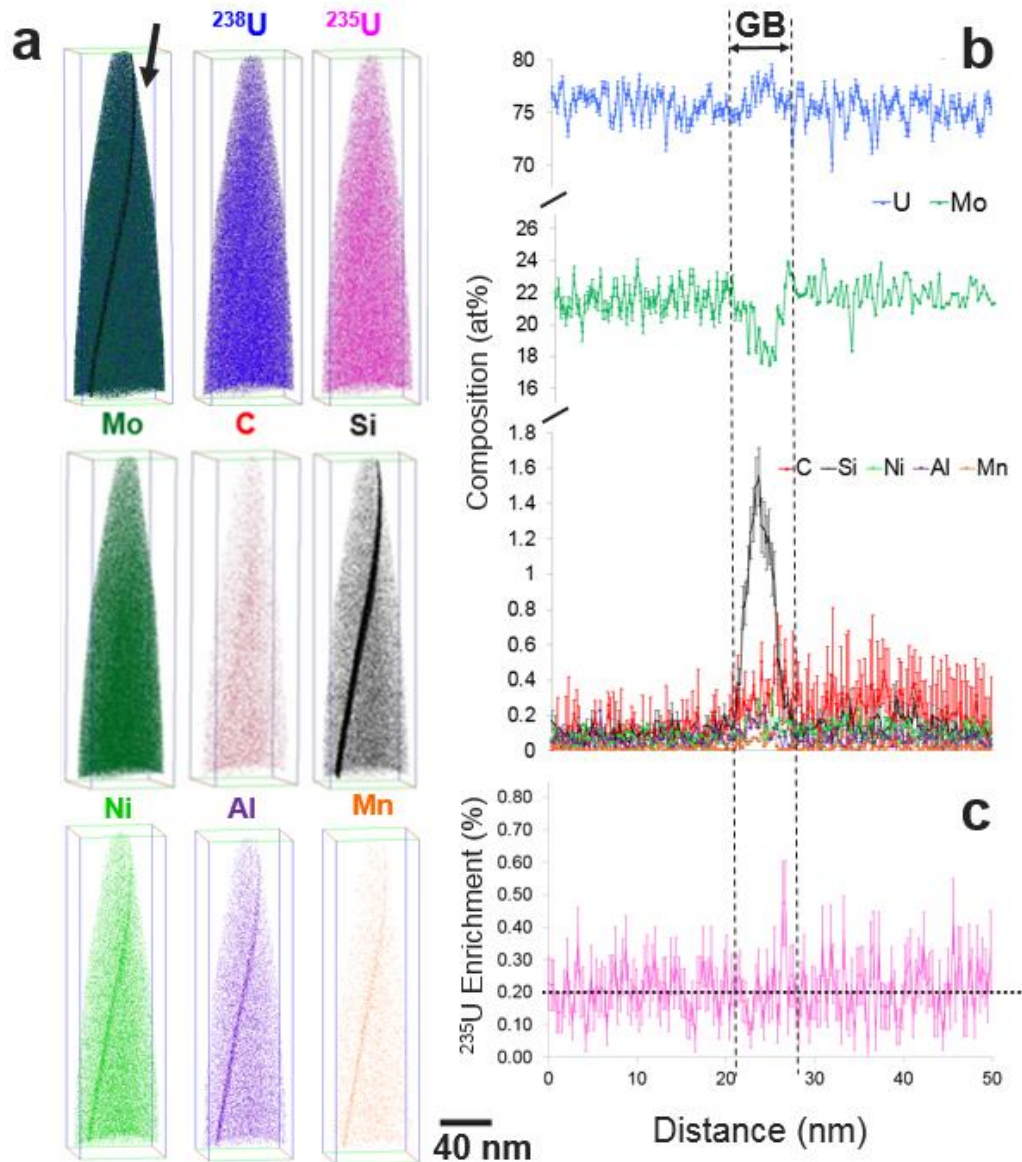 a
²³⁸U
²³⁵U
Mo
C
Si
Ni
Al
Mn
40 nm
GB
b
80
75
70
U
Mo
24
22
20
18
16
Composition (at%)
1.8
1.6
1.4
1.2
1
0.8
0.6
0.4
0.2
0
C
Si
Ni
Al
Mn
c
²³⁵U Enrichment (%)
0.80
0.70
0.60
0.50
0.40
0.30
0.20
0.10
0.00
0
10
20
30
40
50
Distance (nm)